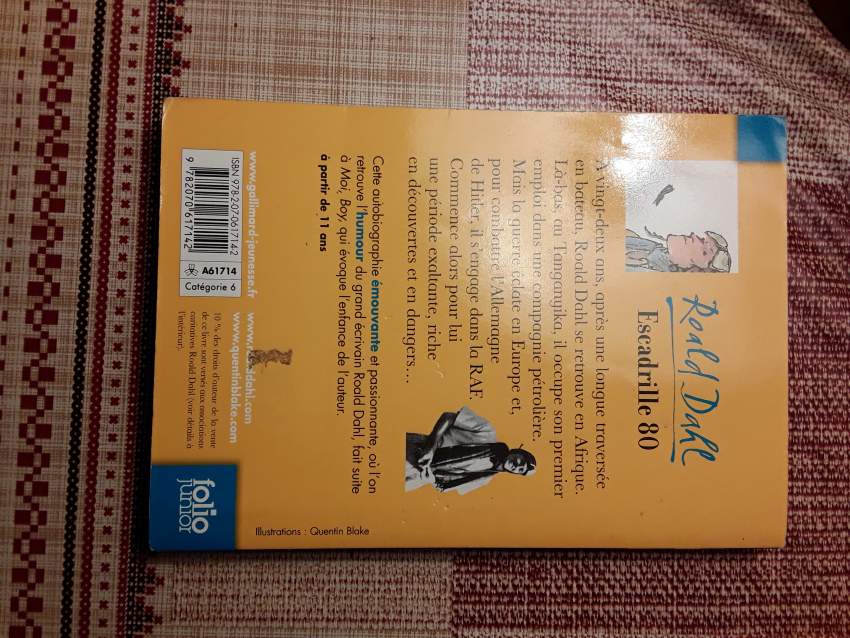 Roald Dahl
Escadrille 80
A vingt-deux ans, après une longue traversée
en bateau, Roald Dahl se retrouve en Afrique.
Là-bas, au Tanganyika, il occupe son premier
emploi dans une compagnie pétrolière.
Mais la guerre éclate en Europe et,
pour combattre l'Allemagne
de Hitler, il s'engage dans la RAF.
Commence alors pour lui
une période exaltante, riche
en découvertes et en dangers...
Cette autobiographie émouvante et passionnante, où l'on
retrouve l'humour du grand écrivain Roald Dahl, fait suite
à Moi, Boy, qui évoque l'enfance de l'auteur.
à partir de 11 ans
Illustrations : Quentin Blake
www.gallimard-jeunesse.fr
www.roalddahl.com
www.quentinblake.com
10 % des droits d'auteur de la vente
de ce livre sont versés aux associations
caritatives Roald Dahl (voir détails à
l'intérieur).
ISBN 978-2-07-061714-2
9 782070 617142
A61714
Catégorie 6
folio
junior